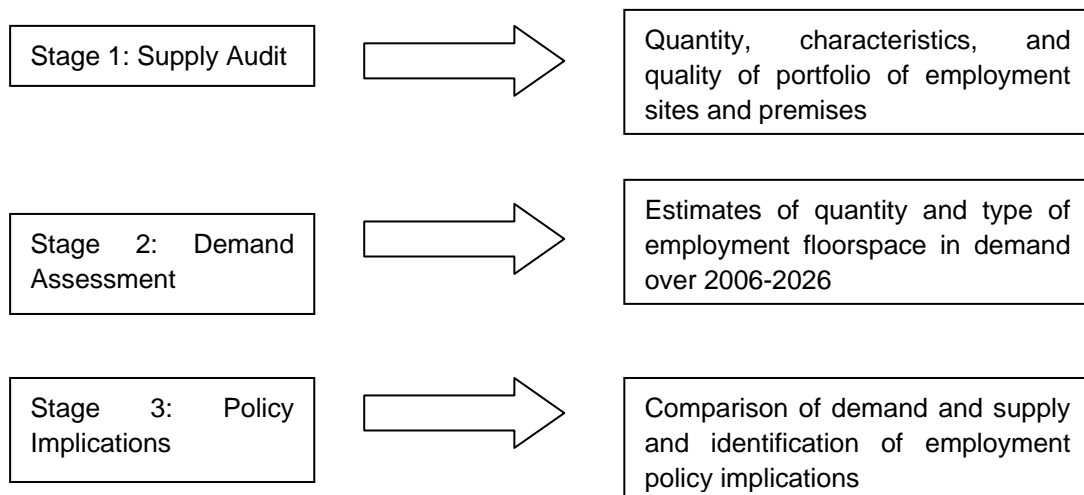 Stage 1: Supply Audit
Quantity, characteristics, and
quality of portfolio of employment
sites and premises
Stage 2: Demand
Assessment
Estimates of quantity and type of
employment floorspace in demand
over 2006-2026
Stage 3: Policy
Implications
Comparison of demand and supply
and identification of employment
policy implications